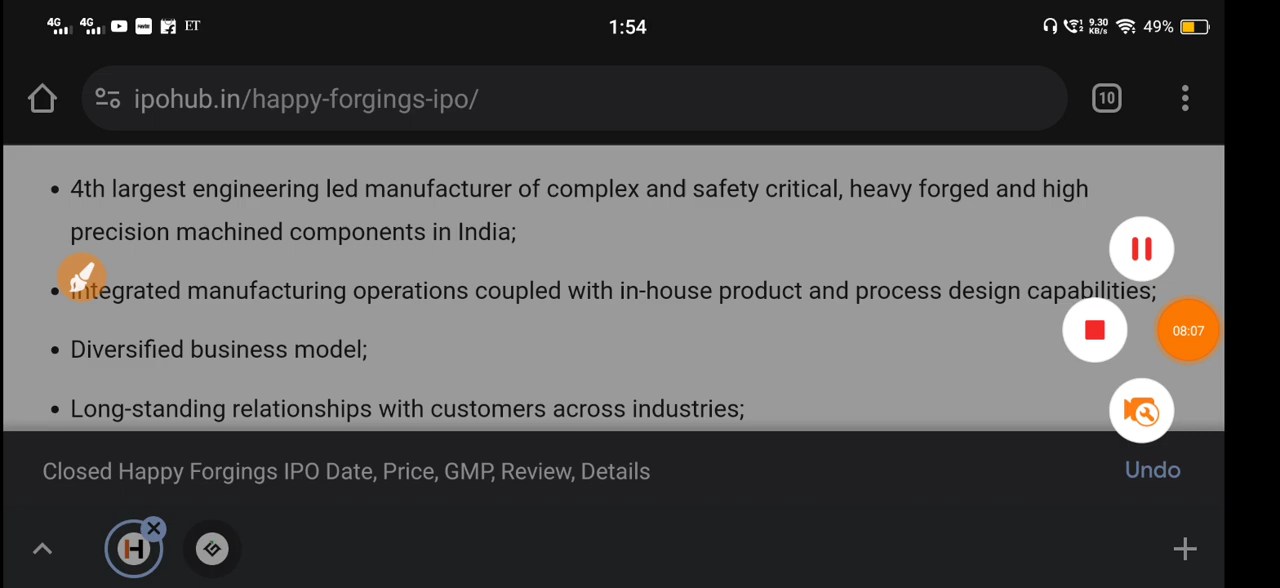 4G 4G ET 1:54 9.30 KB/s 49%
ipohub.in/happy-forgings-ipo/ 10
• 4th largest engineering led manufacturer of complex and safety critical, heavy forged and high
precision machined components in India;
• Integrated manufacturing operations coupled with in-house product and process design capabilities;
08:07
• Diversified business model;
• Long-standing relationships with customers across industries;
Closed Happy Forgings IPO Date, Price, GMP, Review, Details Undo
H